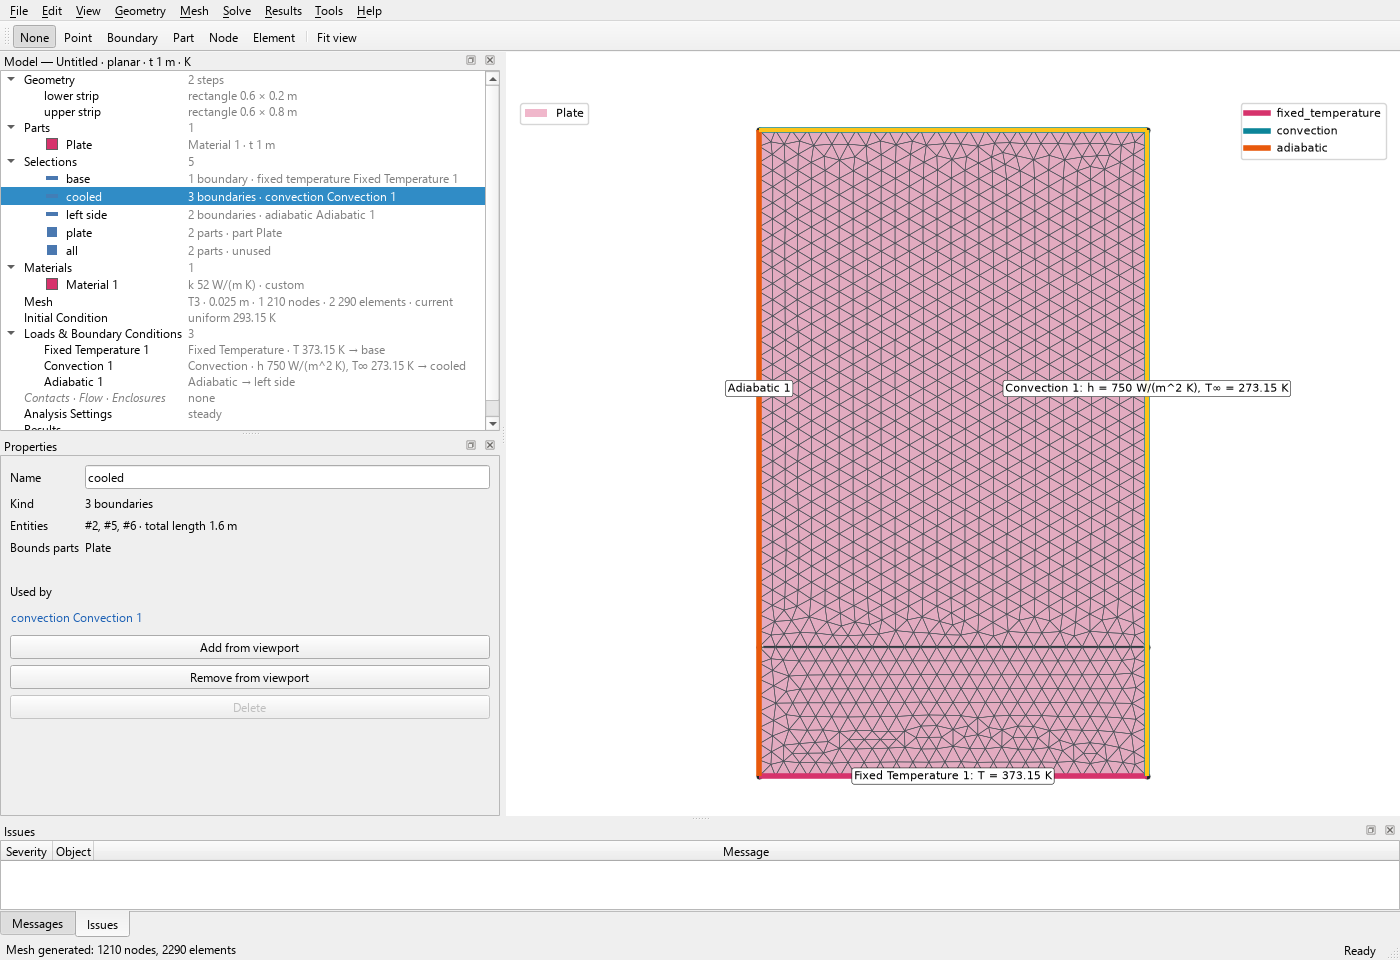 File Edit View Geometry Mesh Solve Results Tools Help
None Point Boundary Part Node Element Fit view
Model — Untitled · planar · t 1 m · K
Geometry 2 steps
lower strip rectangle 0.6 × 0.2 m
upper strip rectangle 0.6 × 0.8 m
Parts 1
Plate Material 1 · t 1 m
Selections 5
base 1 boundary · fixed temperature Fixed Temperature 1
cooled 3 boundaries · convection Convection 1
left side 2 boundaries · adiabatic Adiabatic 1
plate 2 parts · part Plate
all 2 parts · unused
Materials 1
Material 1 k 52 W/(m K) · custom
Mesh T3 · 0.025 m · 1 210 nodes · 2 290 elements · current
Initial Condition uniform 293.15 K
Loads & Boundary Conditions 3
Fixed Temperature 1 Fixed Temperature · T 373.15 K → base
Convection 1 Convection · h 750 W/(m^2 K), T∞ 273.15 K → cooled
Adiabatic 1 Adiabatic → left side
Contacts · Flow · Enclosures none
Analysis Settings steady
Results
Properties
Name cooled
Kind 3 boundaries
Entities #2, #5, #6 · total length 1.6 m
Bounds parts Plate
Used by
convection Convection 1
Add from viewport
Remove from viewport
Delete
Plate
fixed_temperature
convection
adiabatic
Adiabatic 1
Convection 1: h = 750 W/(m^2 K), T∞ = 273.15 K
Fixed Temperature 1: T = 373.15 K
Issues
Severity Object Message
Messages Issues
Mesh generated: 1210 nodes, 2290 elements Ready